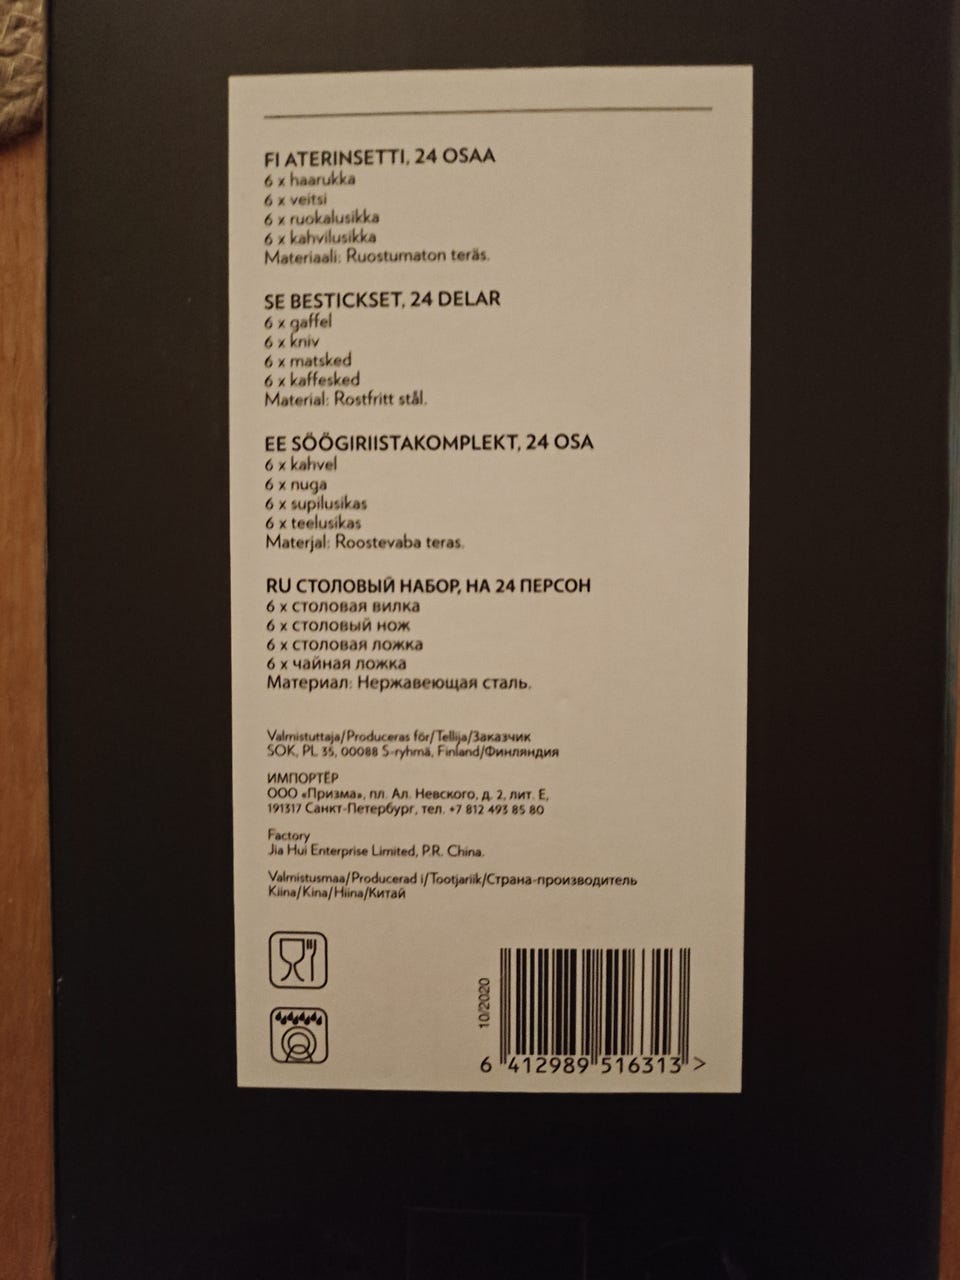 FI ATERINSETTI, 24 OSAA
6 x haarukka
6 x veitsi
6 x ruokalusikka
6 x kahvilusikka
Materiaali: Ruostumaton teräs.
SE BESTICKSET, 24 DELAR
6 x gaffel
6 x kniv
6 x matsked
6 x kaffesked
Material: Rostfritt stål.
EE SÖÖGIRIISTAKOMPLEKT, 24 OSA
6 x kahvel
6 x nuga
6 x supilusikas
6 x teelusikas
Materjal: Roostevaba teras.
RU СТОЛОВЫЙ НАБОР, НА 24 ПЕРСОН
6 x столовая вилка
6 x столовый нож
6 x столовая ложка
6 x чайная ложка
Материал: Нержавеющая сталь.
Valmistuttaja/Produceras för/Tellija/Заказчик
SOK, PL 35, 00088 S-ryhmä, Finland/Финляндия
ИМПОРТЁР
ООО «Призма», пл. Ал. Невского, д. 2, лит. Е,
191317 Санкт-Петербург, тел. +7 812 493 85 80
Factory
Jia Hui Enterprise Limited, P.R. China.
Valmistusmaa/Producerad i/Tootjariik/Страна-производитель
Kiina/Kina/Hiina/Китай
10/2020
6 412989 516313 >